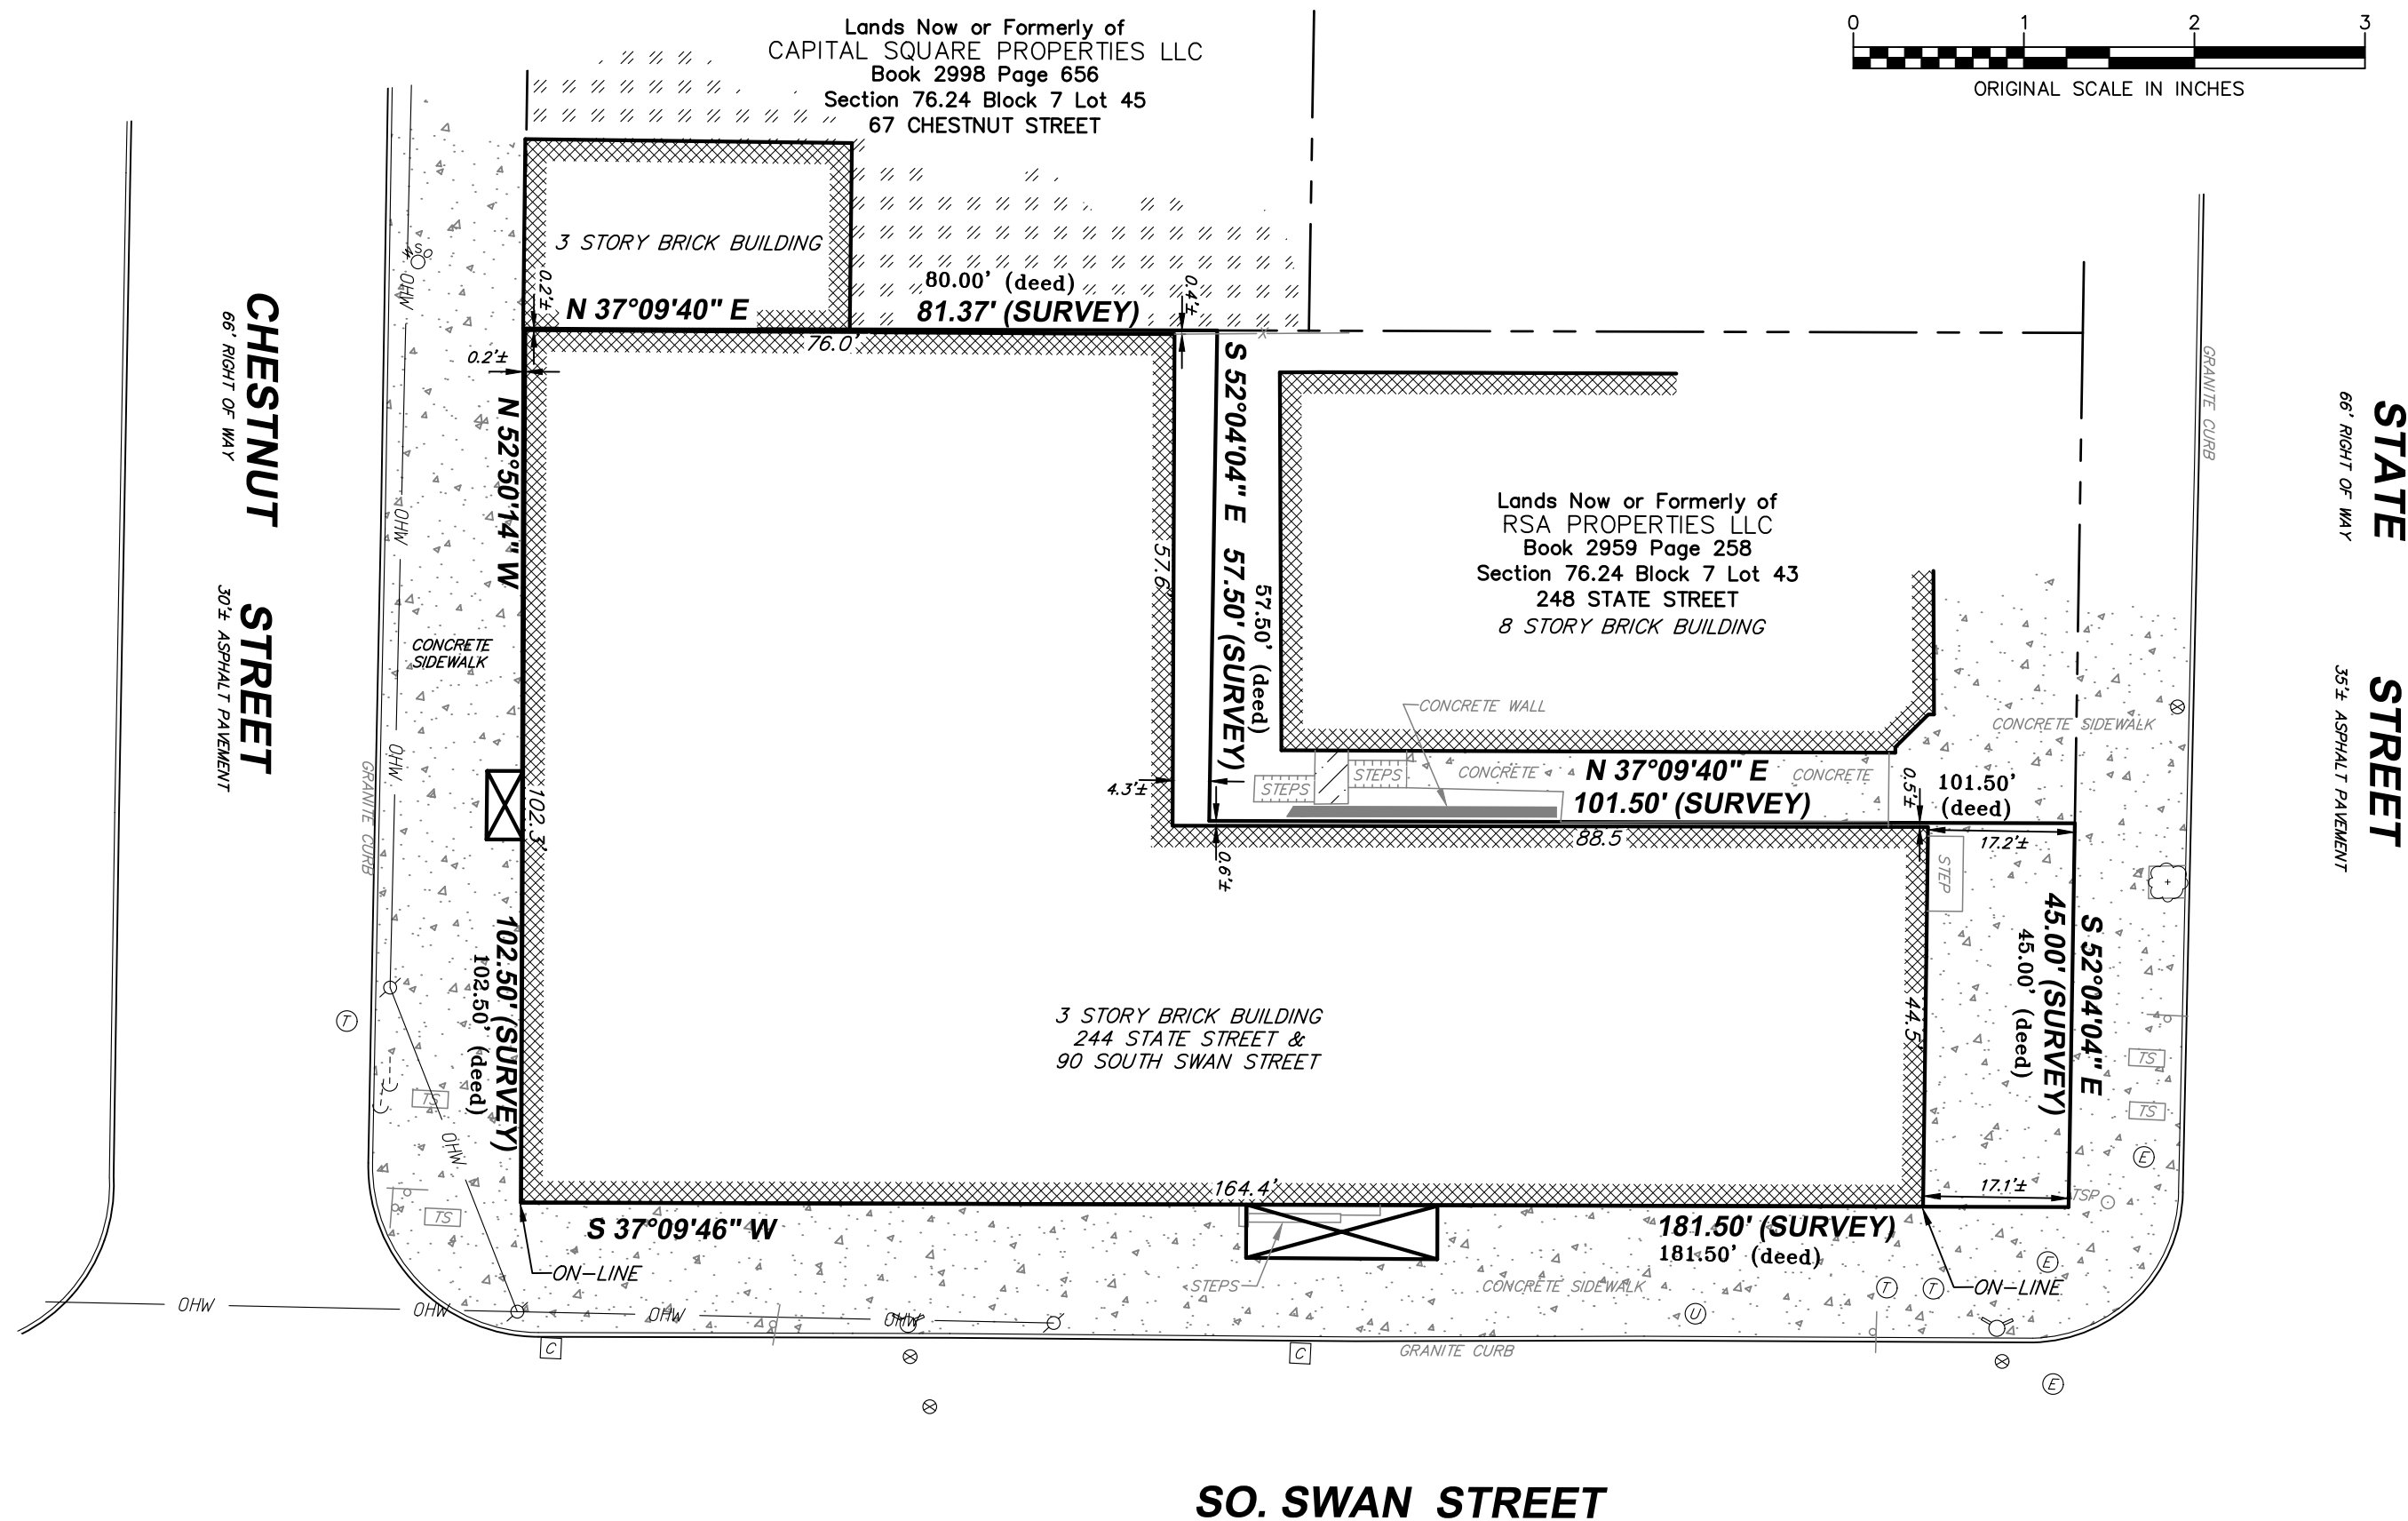 Lands Now or Formerly of
CAPITAL SQUARE PROPERTIES LLC
Book 2998 Page 656
Section 76.24 Block 7 Lot 45
67 CHESTNUT STREET
0 1 2 3
ORIGINAL SCALE IN INCHES
3 STORY BRICK BUILDING
WSO
OHW
0.2'±
N 37°09'40" E
80.00' (deed)
81.37' (SURVEY)
0.4'±
76.0'
0.2'±
X
CHESTNUT STREET
66' RIGHT OF WAY
30'± ASPHALT PAVEMENT
N 52°50'14" W
OHW
CONCRETE
SIDEWALK
OHW
GRANITE CURB
102.3'
102.50' (SURVEY)
102.50' (deed)
57.6'
S 52°04'04" E 57.50' (SURVEY)
57.50' (deed)
4.3'±
Lands Now or Formerly of
RSA PROPERTIES LLC
Book 2959 Page 258
Section 76.24 Block 7 Lot 43
248 STATE STREET
8 STORY BRICK BUILDING
CONCRETE WALL
STEPS
STEPS
CONCRETE
N 37°09'40" E
101.50' (SURVEY)
CONCRETE
0.5'±
101.50'
(deed)
88.5
17.2'±
0.6'±
STEP
CONCRETE SIDEWALK
GRANITE CURB
STATE STREET
66' RIGHT OF WAY
35'± ASPHALT PAVEMENT
S 52°04'04" E
45.00' (SURVEY)
45.00' (deed)
44.5'
3 STORY BRICK BUILDING
244 STATE STREET &
90 SOUTH SWAN STREET
T
TS
TS
OHW
TS
TS
E
TSP
17.1'±
164.4'
S 37°09'46" W
181.50' (SURVEY)
181.50' (deed)
ON-LINE
STEPS
CONCRETE SIDEWALK
E
T
T
ON-LINE
U
OHW
OHW
OHW
OHW
C
C
GRANITE CURB
E
SO. SWAN STREET